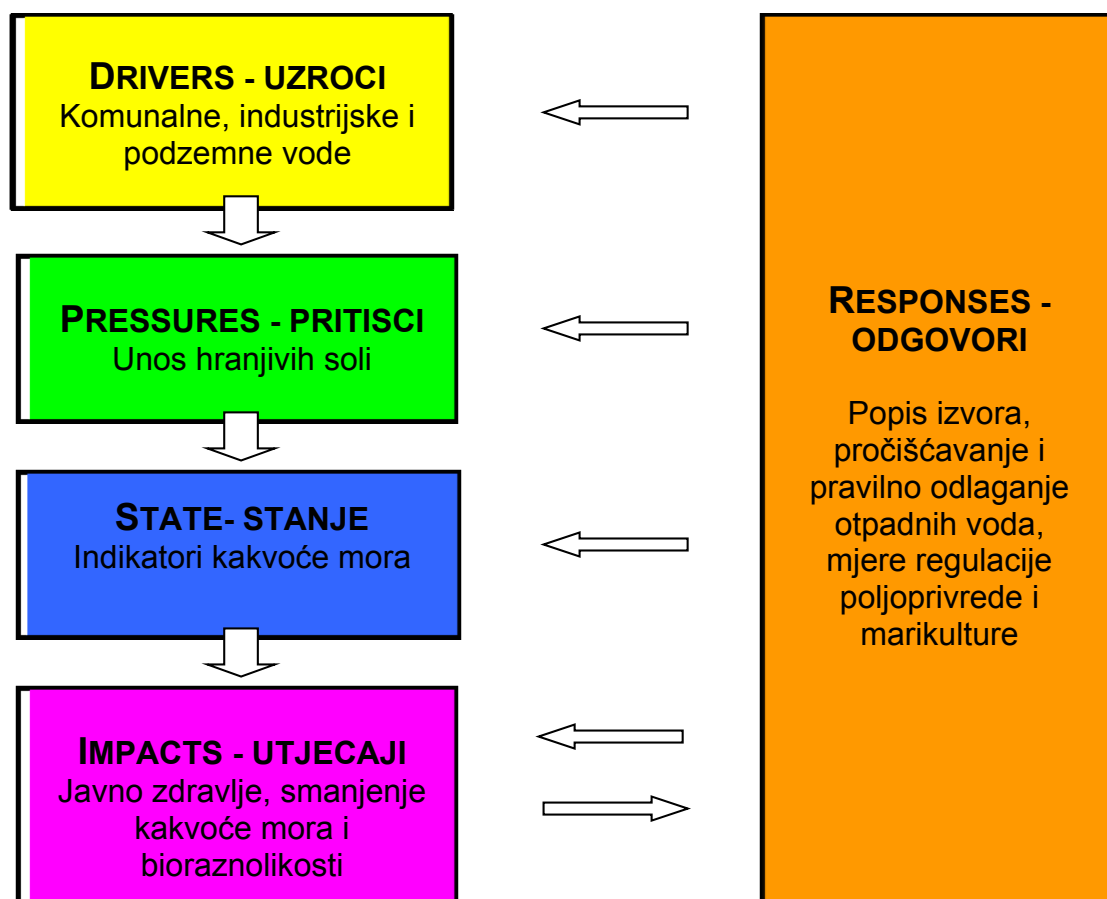 DRIVERS - UZROCI
Komunalne, industrijske i
podzemne vode
PRESSURES - PRITISCI
Unos hranjivih soli
STATE- STANJE
Indikatori kakvoće mora
IMPACTS - UTJECAJI
Javno zdravlje, smanjenje
kakvoće mora i
bioraznolikosti
RESPONSES -
ODGOVORI
Popis izvora,
pročišćavanje i
pravilno odlaganje
otpadnih voda,
mjere regulacije
poljoprivrede i
marikulture